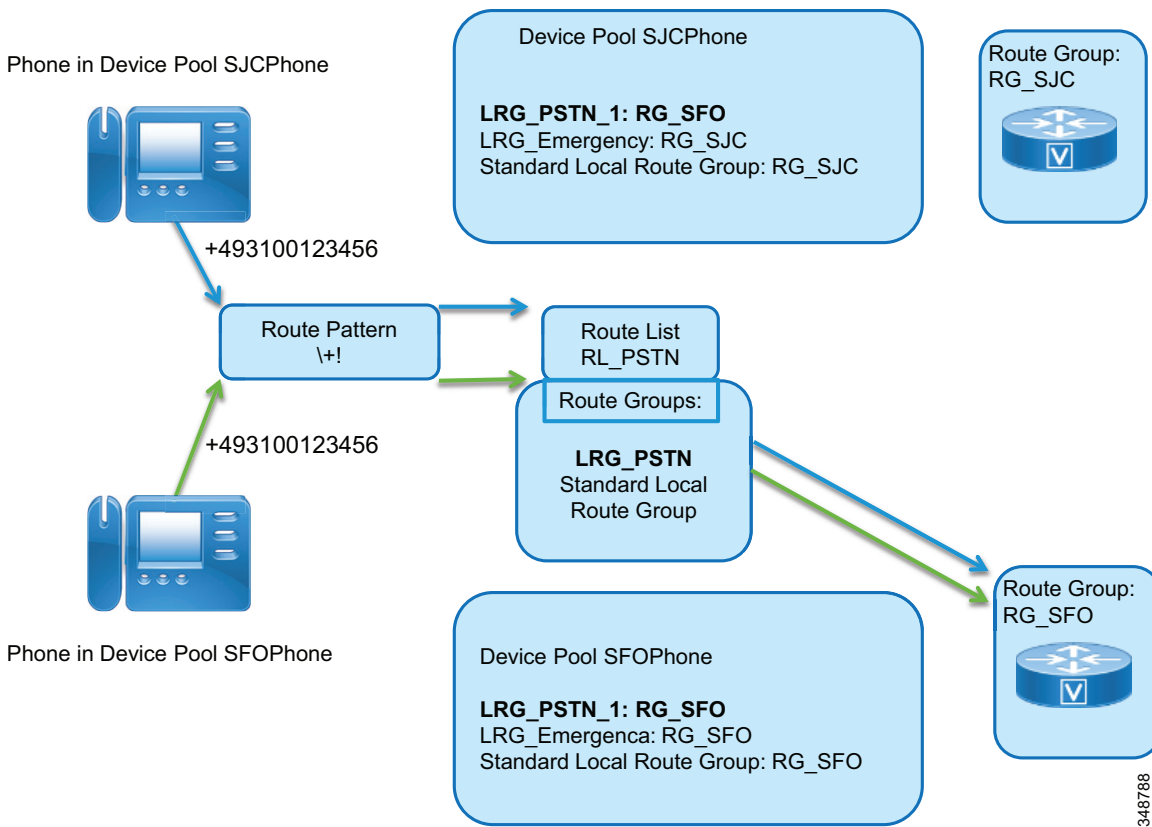 Phone in Device Pool SJCPhone
Device Pool SJCPhone
LRG_PSTN_1: RG_SFO
LRG_Emergency: RG_SJC
Standard Local Route Group: RG_SJC
Route Group:
RG_SJC
V
+493100123456
Route Pattern
\+!
Route List
RL_PSTN
Route Groups:
LRG_PSTN
Standard Local
Route Group
+493100123456
Phone in Device Pool SFOPhone
Device Pool SFOPhone
LRG_PSTN_1: RG_SFO
LRG_Emergenca: RG_SFO
Standard Local Route Group: RG_SFO
Route Group:
RG_SFO
V
348788